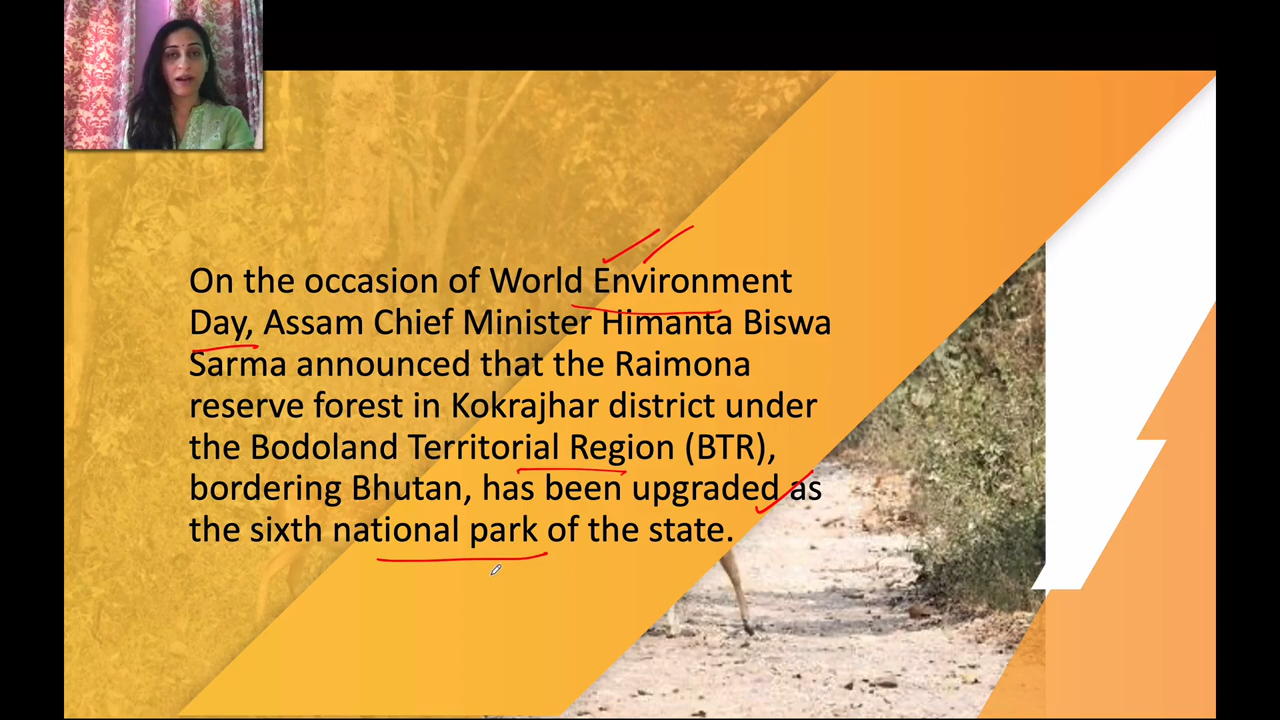 On the occasion of World Environment
Day, Assam Chief Minister Himanta Biswa
Sarma announced that the Raimona
reserve forest in Kokrajhar district under
the Bodoland Territorial Region (BTR),
bordering Bhutan, has been upgraded as
the sixth national park of the state.